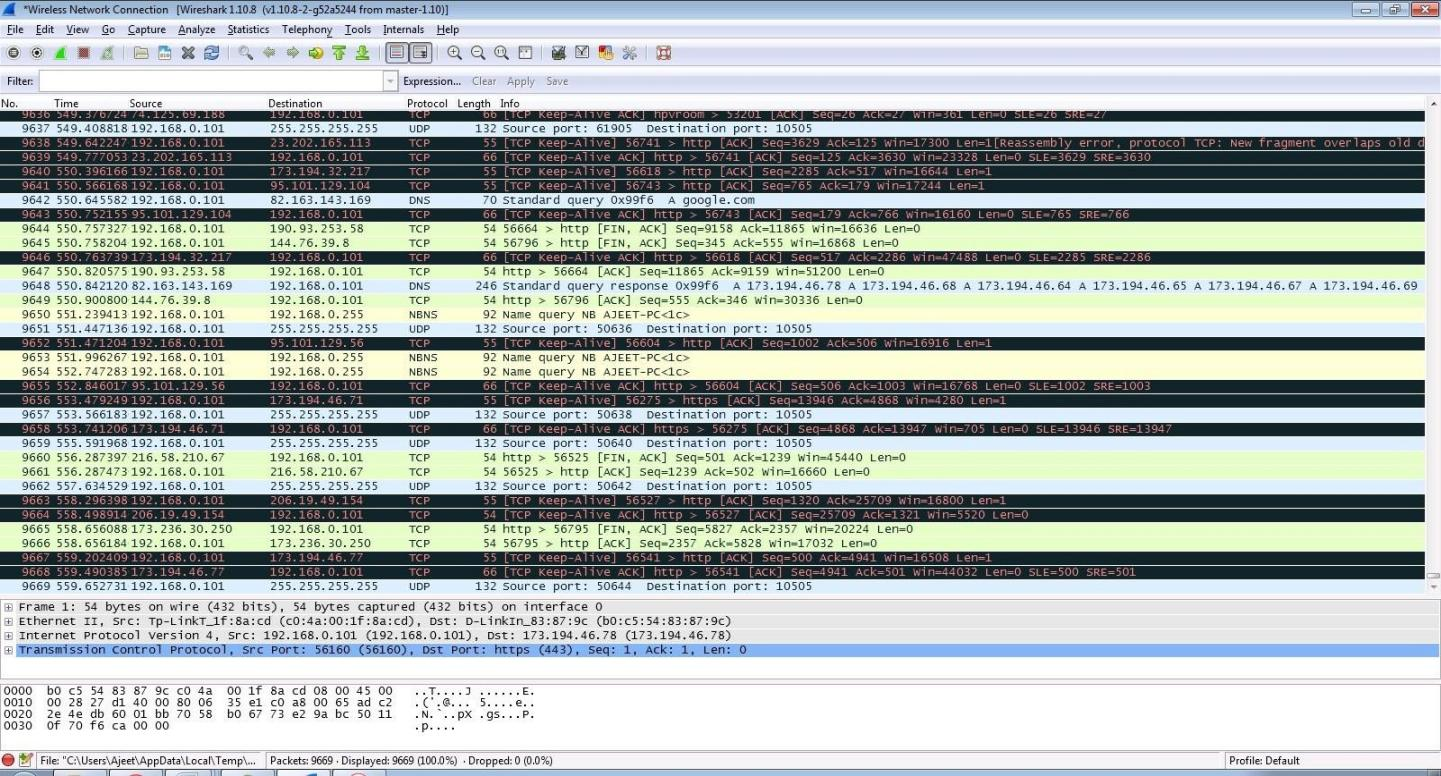 *Wireless Network Connection [Wireshark 1.10.8 (v1.10.8-2-g52a5244 from master-1.10)]
File Edit View Go Capture Analyze Statistics Telephony Tools Internals Help
Filter: Expression... Clear Apply Save
No. Time Source Destination Protocol Length Info
9636 549.376724 74.125.69.188 192.168.0.101 TCP 66 [TCP Keep-Alive ACK] hpvroom > 53201 [ACK] Seq=26 Ack=27 Win=361 Len=0 SLE=26 SRE=27
9637 549.408818 192.168.0.101 255.255.255.255 UDP 132 Source port: 61905 Destination port: 10505
9638 549.642247 192.168.0.101 23.202.165.113 TCP 55 [TCP Keep-Alive] 56741 > http [ACK] Seq=3629 Ack=125 Win=17300 Len=1[Reassembly error, protocol TCP: New fragment overlaps old d
9639 549.777053 23.202.165.113 192.168.0.101 TCP 66 [TCP Keep-Alive ACK] http > 56741 [ACK] Seq=125 Ack=3630 Win=23328 Len=0 SLE=3629 SRE=3630
9640 550.396166 192.168.0.101 173.194.32.217 TCP 55 [TCP Keep-Alive] 56618 > http [ACK] Seq=2285 Ack=517 Win=16644 Len=1
9641 550.566168 192.168.0.101 95.101.129.104 TCP 55 [TCP Keep-Alive] 56743 > http [ACK] Seq=765 Ack=179 Win=17244 Len=1
9642 550.645582 192.168.0.101 82.163.143.169 DNS 70 Standard query 0x99f6 A google.com
9643 550.752155 95.101.129.104 192.168.0.101 TCP 66 [TCP Keep-Alive ACK] http > 56743 [ACK] Seq=179 Ack=766 Win=16160 Len=0 SLE=765 SRE=766
9644 550.757327 192.168.0.101 190.93.253.58 TCP 54 56664 > http [FIN, ACK] Seq=9158 Ack=11865 Win=16636 Len=0
9645 550.758204 192.168.0.101 144.76.39.8 TCP 54 56796 > http [FIN, ACK] Seq=345 Ack=555 Win=16868 Len=0
9646 550.763739 173.194.32.217 192.168.0.101 TCP 66 [TCP Keep-Alive ACK] http > 56618 [ACK] Seq=517 Ack=2286 Win=47488 Len=0 SLE=2285 SRE=2286
9647 550.820575 190.93.253.58 192.168.0.101 TCP 54 http > 56664 [ACK] Seq=11865 Ack=9159 Win=51200 Len=0
9648 550.842120 82.163.143.169 192.168.0.101 DNS 246 Standard query response 0x99f6 A 173.194.46.78 A 173.194.46.68 A 173.194.46.64 A 173.194.46.65 A 173.194.46.67 A 173.194.46.69
9649 550.900800 144.76.39.8 192.168.0.101 TCP 54 http > 56796 [ACK] Seq=555 Ack=346 Win=30336 Len=0
9650 551.239413 192.168.0.101 192.168.0.255 NBNS 92 Name query NB AJEET-PC<1c>
9651 551.447136 192.168.0.101 255.255.255.255 UDP 132 Source port: 50636 Destination port: 10505
9652 551.471204 192.168.0.101 95.101.129.56 TCP 55 [TCP Keep-Alive] 56604 > http [ACK] Seq=1002 Ack=506 Win=16916 Len=1
9653 551.996267 192.168.0.101 192.168.0.255 NBNS 92 Name query NB AJEET-PC<1c>
9654 552.747283 192.168.0.101 192.168.0.255 NBNS 92 Name query NB AJEET-PC<1c>
9655 552.846017 95.101.129.56 192.168.0.101 TCP 66 [TCP Keep-Alive ACK] http > 56604 [ACK] Seq=506 Ack=1003 Win=16768 Len=0 SLE=1002 SRE=1003
9656 553.479249 192.168.0.101 173.194.46.71 TCP 55 [TCP Keep-Alive] 56275 > https [ACK] Seq=13946 Ack=4868 Win=4280 Len=1
9657 553.566183 192.168.0.101 255.255.255.255 UDP 132 Source port: 50638 Destination port: 10505
9658 553.741206 173.194.46.71 192.168.0.101 TCP 66 [TCP Keep-Alive ACK] https > 56275 [ACK] Seq=4868 Ack=13947 Win=705 Len=0 SLE=13946 SRE=13947
9659 555.591968 192.168.0.101 255.255.255.255 UDP 132 Source port: 50640 Destination port: 10505
9660 556.287397 216.58.210.67 192.168.0.101 TCP 54 http > 56525 [FIN, ACK] Seq=501 Ack=1239 Win=45440 Len=0
9661 556.287473 192.168.0.101 216.58.210.67 TCP 54 56525 > http [ACK] Seq=1239 Ack=502 Win=16660 Len=0
9662 557.634529 192.168.0.101 255.255.255.255 UDP 132 Source port: 50642 Destination port: 10505
9663 558.296398 192.168.0.101 206.19.49.154 TCP 55 [TCP Keep-Alive] 56527 > http [ACK] Seq=1320 Ack=25709 Win=16800 Len=1
9664 558.498914 206.19.49.154 192.168.0.101 TCP 54 [TCP Keep-Alive ACK] http > 56527 [ACK] Seq=25709 Ack=1321 Win=5520 Len=0
9665 558.656088 173.236.30.250 192.168.0.101 TCP 54 http > 56795 [FIN, ACK] Seq=5827 Ack=2357 Win=20224 Len=0
9666 558.656184 192.168.0.101 173.236.30.250 TCP 54 56795 > http [ACK] Seq=2357 Ack=5828 Win=17032 Len=0
9667 559.202409 192.168.0.101 173.194.46.77 TCP 55 [TCP Keep-Alive] 56541 > http [ACK] Seq=500 Ack=4941 Win=16508 Len=1
9668 559.490385 173.194.46.77 192.168.0.101 TCP 66 [TCP Keep-Alive ACK] http > 56541 [ACK] Seq=4941 Ack=501 Win=44032 Len=0 SLE=500 SRE=501
9669 559.652731 192.168.0.101 255.255.255.255 UDP 132 Source port: 50644 Destination port: 10505
Frame 1: 54 bytes on wire (432 bits), 54 bytes captured (432 bits) on interface 0
Ethernet II, Src: Tp-LinkT_1f:8a:cd (c0:4a:00:1f:8a:cd), Dst: D-LinkIn_83:87:9c (b0:c5:54:83:87:9c)
Internet Protocol Version 4, Src: 192.168.0.101 (192.168.0.101), Dst: 173.194.46.78 (173.194.46.78)
Transmission Control Protocol, Src Port: 56160 (56160), Dst Port: https (443), Seq: 1, Ack: 1, Len: 0
0000 b0 c5 54 83 87 9c c0 4a 00 1f 8a cd 08 00 45 00 ..T....J ......E.
0010 00 28 27 d1 40 00 80 06 35 e1 c0 a8 00 65 ad c2 .('.@... 5....e..
0020 2e 4e db 60 01 bb 70 58 b0 67 73 e2 9a bc 50 11 .N.`..pX .gs...P.
0030 0f 70 f6 ca 00 00 .p....
File: "C:\Users\Ajeet\AppData\Local\Temp\... Packets: 9669 · Displayed: 9669 (100.0%) · Dropped: 0 (0.0%) Profile: Default